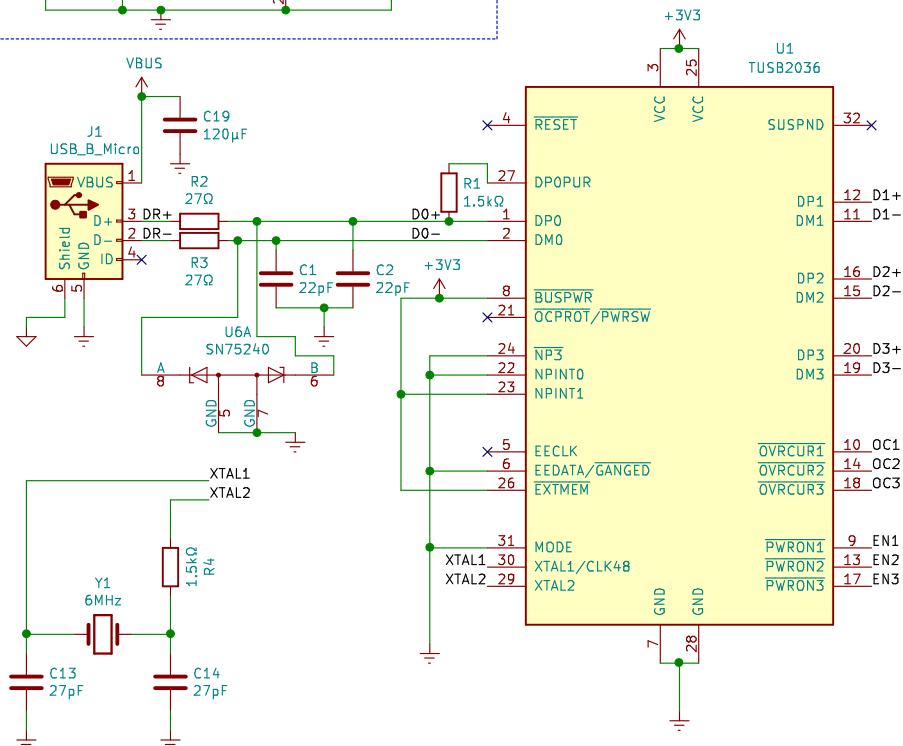 +3V3
U1
TUSB2036
VBUS
C19
120µF
J1
USB_B_Micro
VBUS
1
D+
3
DR+
D-
2
DR-
ID
4
Shield
GND
6
5
R2
27Ω
R3
27Ω
D0+
D0-
R1
1.5kΩ
C1
22pF
C2
22pF
+3V3
U6A
SN75240
A
8
B
6
GND
5
GND
7
XTAL1
XTAL2
1.5kΩ
R4
Y1
6MHz
C13
27pF
C14
27pF
3
25
VCC
VCC
4
RESET
27
DP0PUR
1
DP0
2
DM0
8
BUSPWR
21
OCPROT/PWRSW
24
NP3
22
NPINT0
23
NPINT1
5
EECLK
6
EEDATA/GANGED
26
EXTMEM
31
MODE
XTAL1
30
XTAL1/CLK48
XTAL2
29
XTAL2
SUSPND
32
DP1
12
D1+
DM1
11
D1-
DP2
16
D2+
DM2
15
D2-
DP3
20
D3+
DM3
19
D3-
OVRCUR1
10
OC1
OVRCUR2
14
OC2
OVRCUR3
18
OC3
PWRON1
9
EN1
PWRON2
13
EN2
PWRON3
17
EN3
GND
GND
7
28